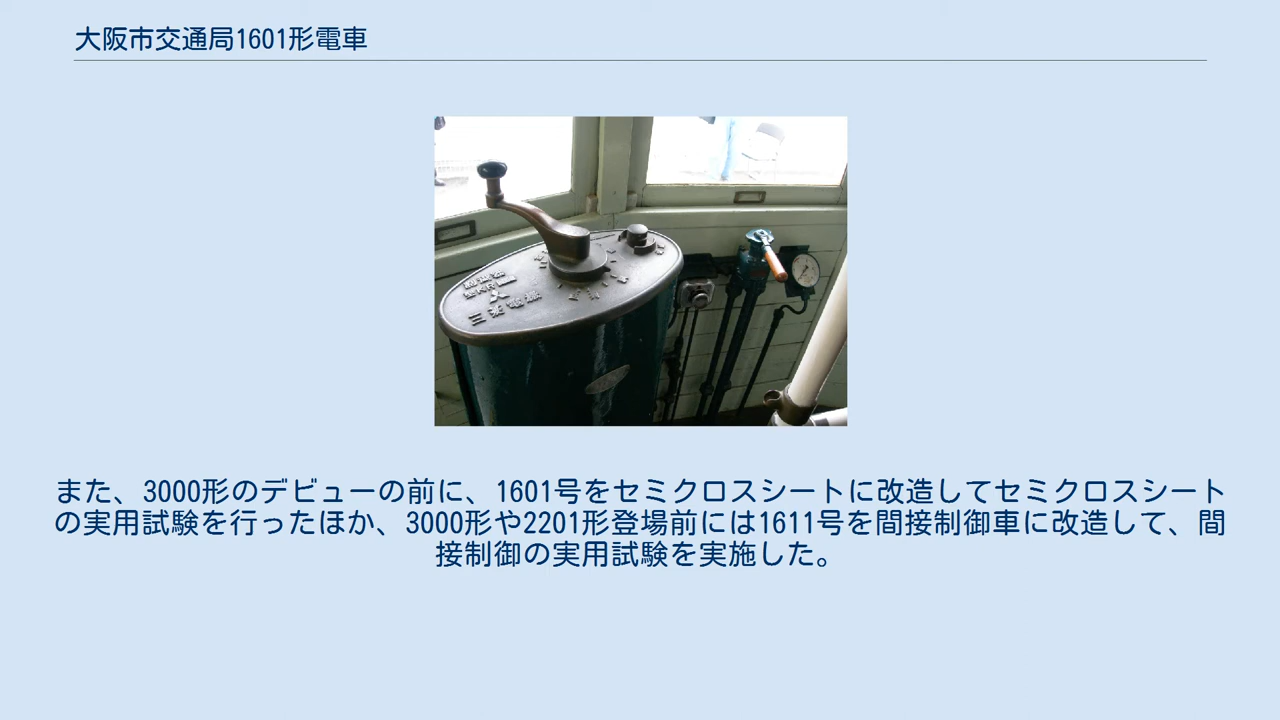 大阪市交通局1601形電車
三菱電機
また、3000形のデビューの前に、1601号をセミクロスシートに改造してセミクロスシート
の実用試験を行ったほか、3000形や2201形登場前には1611号を間接制御車に改造して、間
接制御の実用試験を実施した。